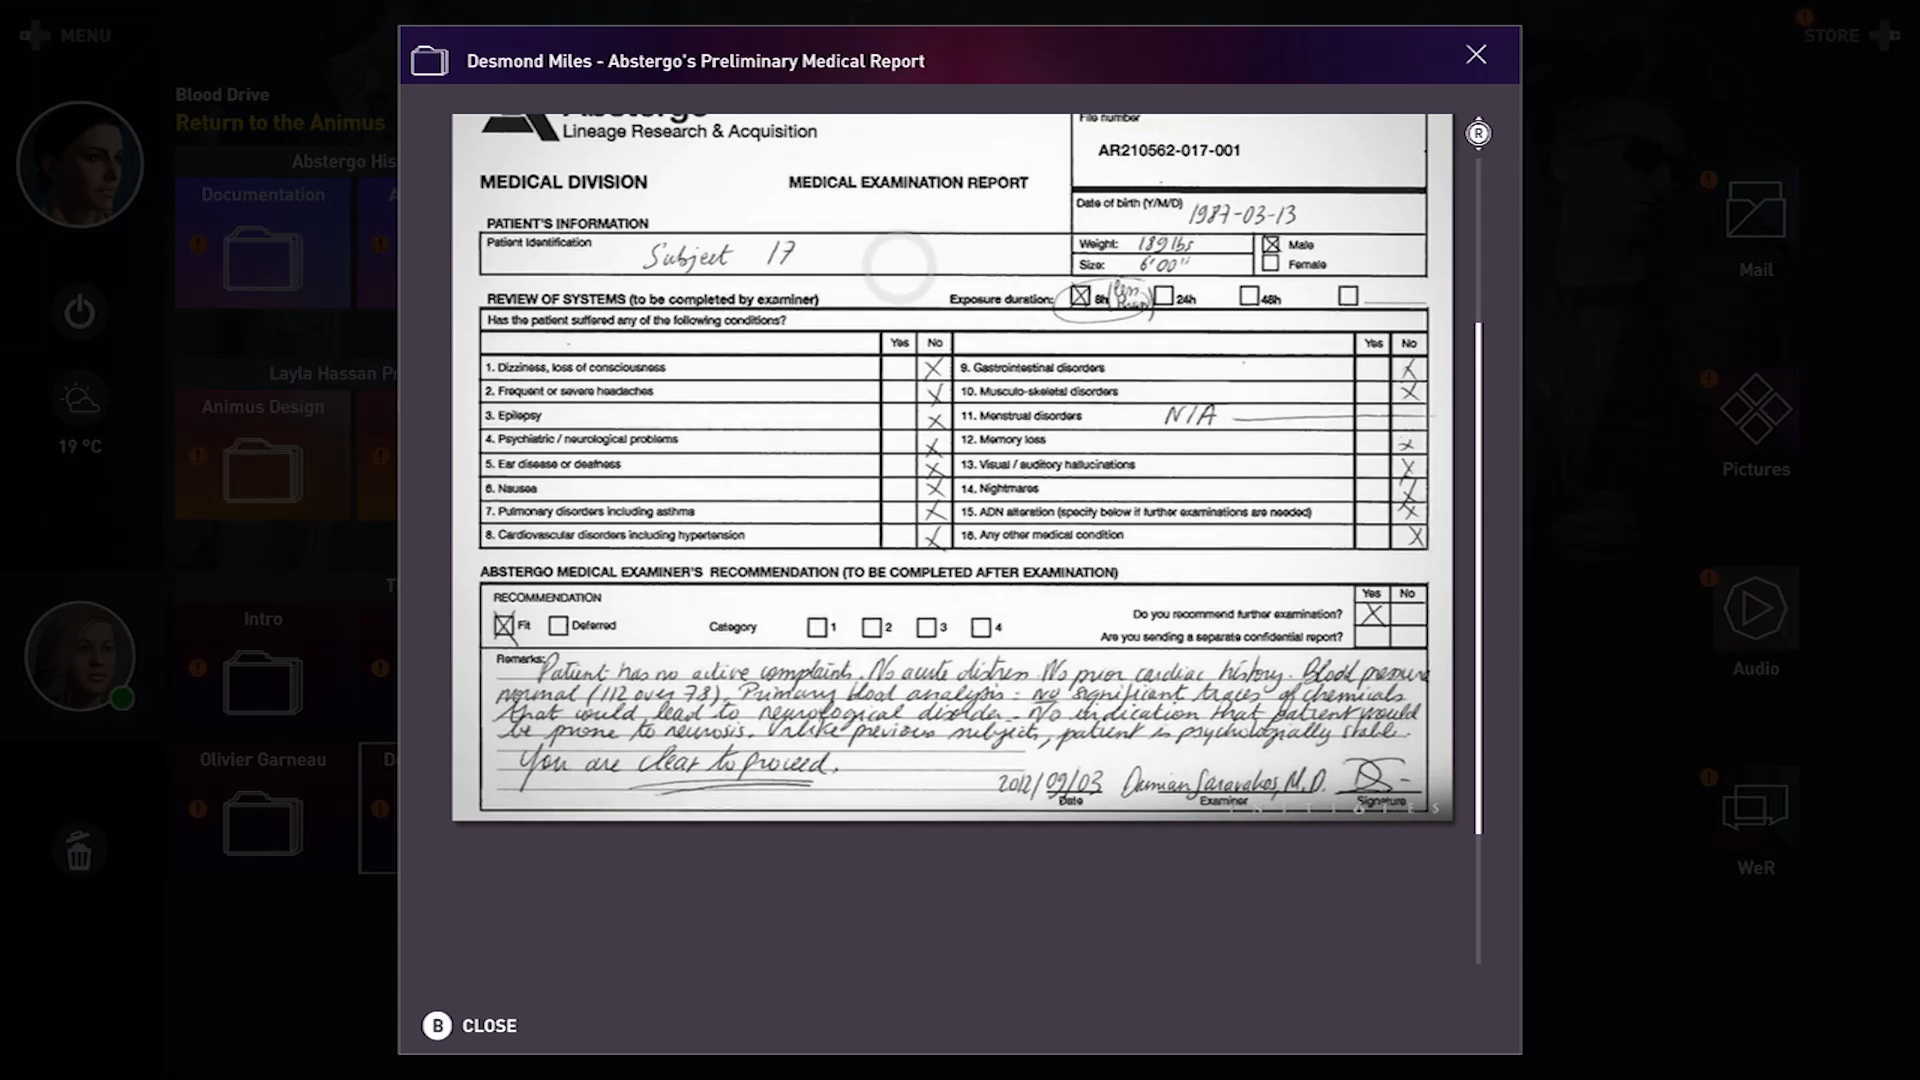 MENU
STORE
Desmond Miles - Abstergo's Preliminary Medical Report
Blood Drive
Return to the Animus
Abstergo His
Documentation
A
Layla Hassan Pr
Animus Design
19 °C
T
Intro
Olivier Garneau
D
Mail
Pictures
Audio
WeR
R
Abstergo
Lineage Research & Acquisition
File number
AR210562-017-001
MEDICAL DIVISION
MEDICAL EXAMINATION REPORT
Date of birth (Y/M/D) 1987-03-13
PATIENT'S INFORMATION
Patient Identification
Subject 17
Weight: 189 lbs
Male
Size: 6'00"
Female
REVIEW OF SYSTEMS (to be completed by examiner)
Exposure duration: 8h 24h 48h
Has the patient suffered any of the following conditions?
Yes No Yes No
1. Dizziness, loss of consciousness
9. Gastrointestinal disorders
2. Frequent or severe headaches
10. Musculo-skeletal disorders
3. Epilepsy
11. Menstrual disorders N/A
4. Psychiatric / neurological problems
12. Memory loss
5. Ear disease or deafness
13. Visual / auditory hallucinations
6. Nausea
14. Nightmares
7. Pulmonary disorders including asthma
15. ADN alteration (specify below if further examinations are needed)
8. Cardiovascular disorders including hypertension
16. Any other medical condition
ABSTERGO MEDICAL EXAMINER'S RECOMMENDATION (TO BE COMPLETED AFTER EXAMINATION)
RECOMMENDATION
Yes No
Do you recommend further examination?
Fit Deferred Category 1 2 3 4
Are you sending a separate confidential report?
Remarks: Patient has no active complaints. No acute distress. No prior cardiac history. Blood pressure
normal (112 over 78). Primary blood analysis: no significant traces of chemicals
that would lead to neurological disorder. No indication that patient would
be prone to neurosis. Unlike previous subjects, patient is psychologically stable.
You are clear to proceed.
2012/09/03 Damian Saravakos, M.D.
Date Examiner Signature
B CLOSE